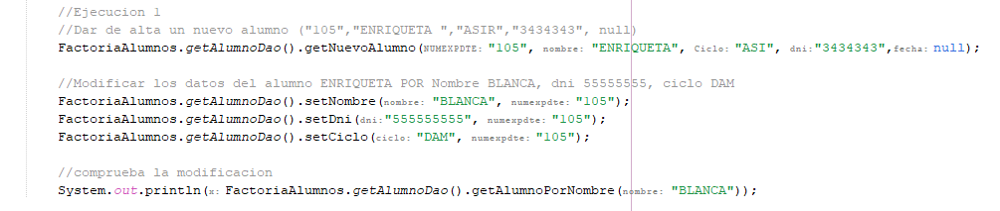 //Ejecucion 1
//Dar de alta un nuevo alumno ("105","ENRIQUETA ","ASIR","3434343", null)
FactoriaAlumnos.getAlumnoDao().getNuevoAlumno(NUMEXPDTE: "105", nombre: "ENRIQUETA", Ciclo: "ASI", dni:"3434343",fecha: null);
//Modificar los datos del alumno ENRIQUETA POR Nombre BLANCA, dni 55555555, ciclo DAM
FactoriaAlumnos.getAlumnoDao().setNombre(nombre: "BLANCA", numexpdte: "105");
FactoriaAlumnos.getAlumnoDao().setDni(dni:"555555555", numexpdte: "105");
FactoriaAlumnos.getAlumnoDao().setCiclo(ciclo: "DAM", numexpdte: "105");
//comprueba la modificacion
System.out.println(x: FactoriaAlumnos.getAlumnoDao().getAlumnoPorNombre(nombre: "BLANCA"));